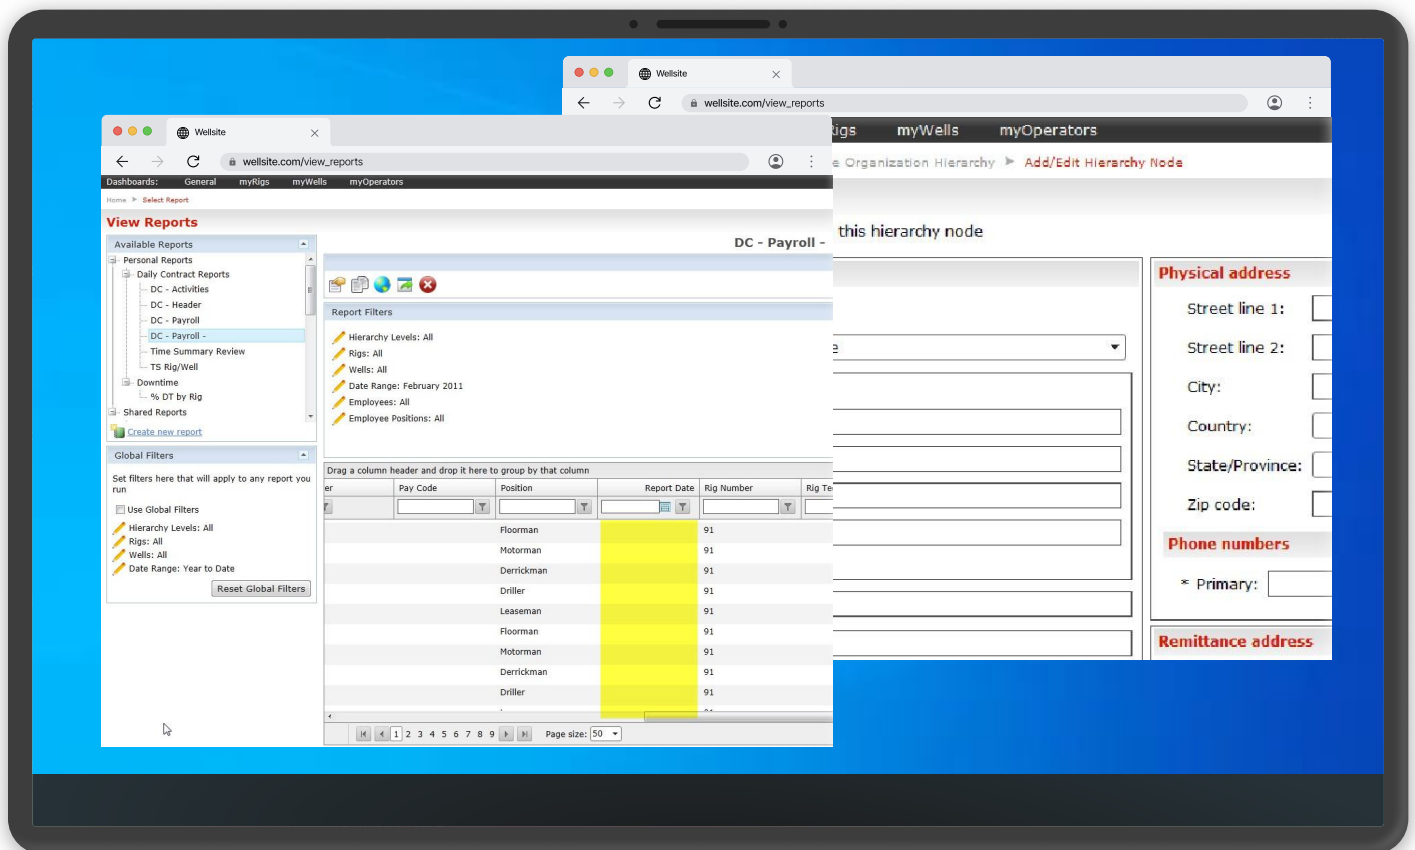 Wellsite
wellsite.com/view_reports
myWells myOperators
Organization Hierarchy Add/Edit Hierarchy Node
this hierarchy node
Physical address
Street line 1:
Street line 2:
City:
Country:
State/Province:
Zip code:
Phone numbers
* Primary:
Remittance address
Wellsite
wellsite.com/view_reports
Dashboards: General myRigs myWells myOperators
Home Select Report
View Reports
Available Reports
Personal Reports
Daily Contract Reports
DC - Activities
DC - Header
DC - Payroll
DC - Payroll -
Time Summary Review
TS Rig/Well
Downtime
% DT by Rig
Shared Reports
Create new report
Global Filters
Set filters here that will apply to any report you
run
Use Global Filters
Hierarchy Levels: All
Rigs: All
Wells: All
Date Range: Year to Date
Reset Global Filters
DC - Payroll -
Report Filters
Hierarchy Levels: All
Rigs: All
Wells: All
Date Range: February 2011
Employees: All
Employee Positions: All
Drag a column header and drop it here to group by that column
Pay Code Position Report Date Rig Number Rig
Floorman 91
Motorman 91
Derrickman 91
Driller 91
Leaseman 91
Floorman 91
Motorman 91
Derrickman 91
Driller 91
1 2 3 4 5 6 7 8 9 Page size: 50